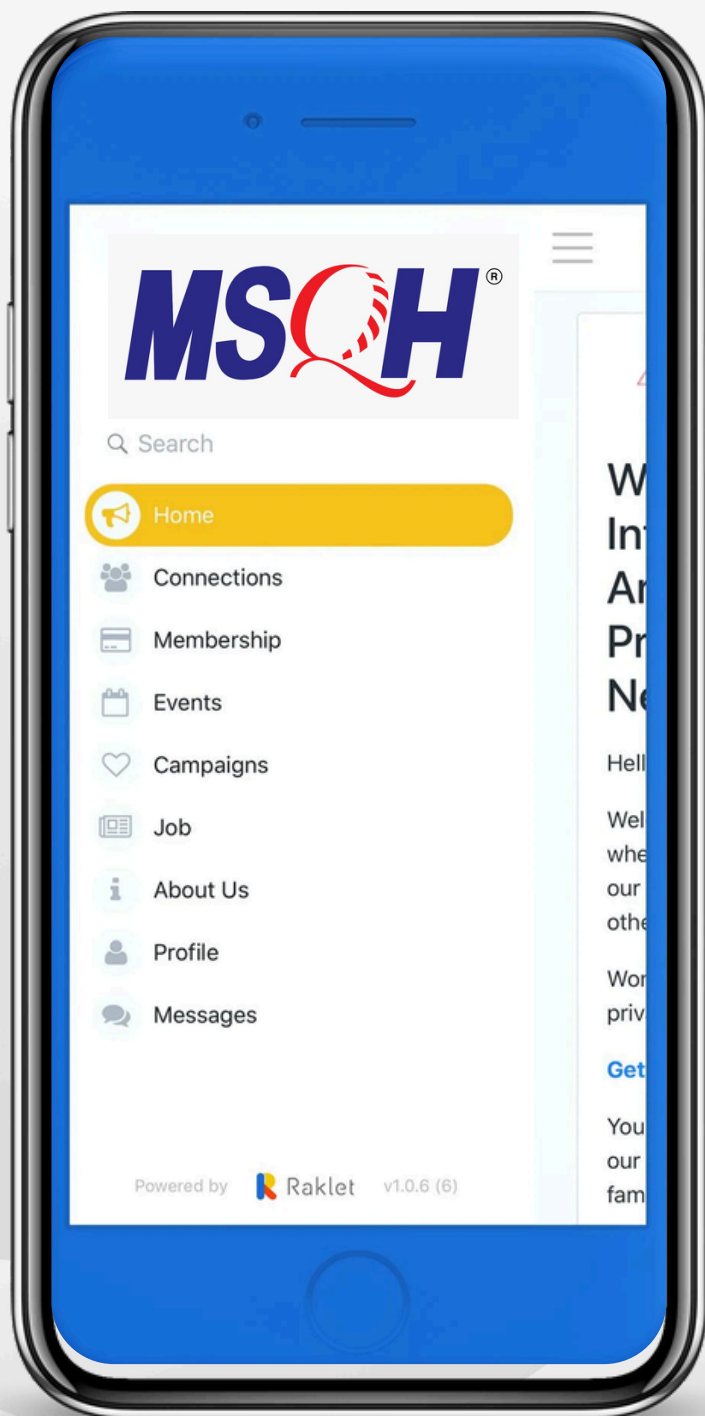 MSQH®
Search
Home
Connections
Membership
Events
Campaigns
Job
About Us
Profile
Messages
Powered by Raklet v1.0.6 (6)
W
In
Ar
Pr
Ne
Hell
Wel
whe
our
othe
Wor
priv
Get
You
our
fam